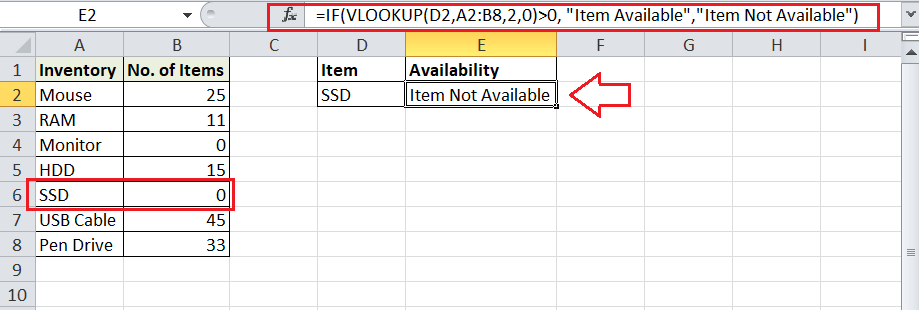 E2 fx =IF(VLOOKUP(D2,A2:B8,2,0)>0, "Item Available","Item Not Available")
A B C D E F G H I
1 Inventory No. of Items Item Availability
2 Mouse 25 SSD Item Not Available
3 RAM 11
4 Monitor 0
5 HDD 15
6 SSD 0
7 USB Cable 45
8 Pen Drive 33
9
10